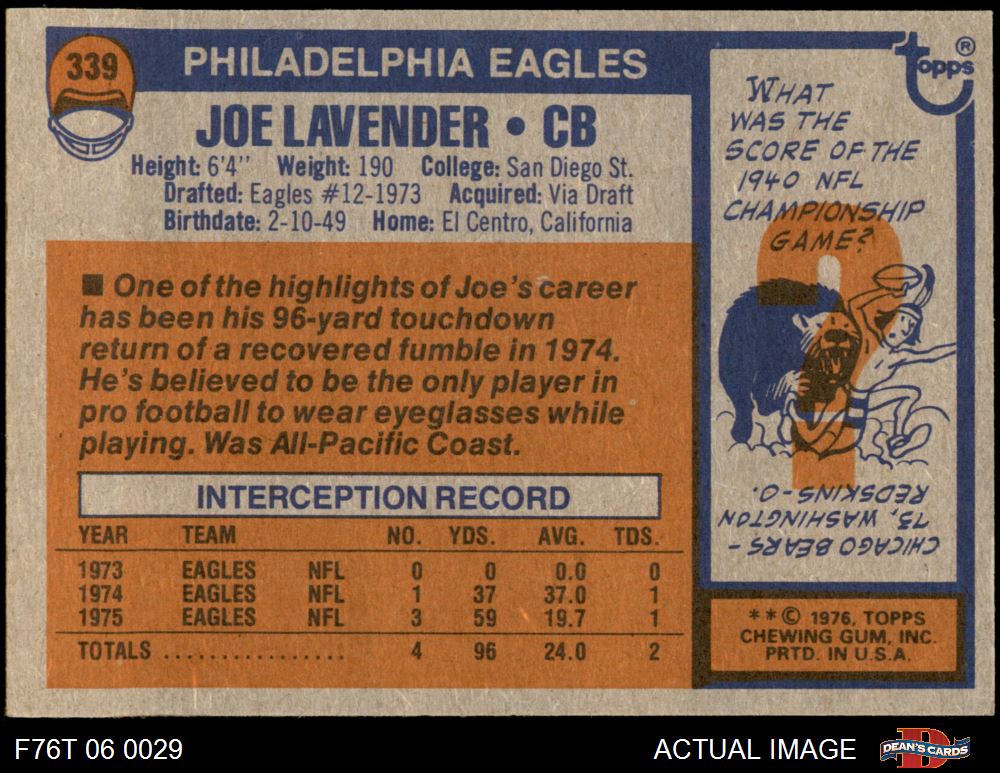 339
PHILADELPHIA EAGLES
JOE LAVENDER • CB
Height: 6'4" Weight: 190 College: San Diego St.
Drafted: Eagles #12-1973 Acquired: Via Draft
Birthdate: 2-10-49 Home: El Centro, California
■ One of the highlights of Joe's career
has been his 96-yard touchdown
return of a recovered fumble in 1974.
He's believed to be the only player in
pro football to wear eyeglasses while
playing. Was All-Pacific Coast.
INTERCEPTION RECORD
YEAR TEAM NO. YDS. AVG. TDS.
1973 EAGLES NFL 0 0 0.0 0
1974 EAGLES NFL 1 37 37.0 1
1975 EAGLES NFL 3 59 19.7 1
TOTALS .................. 4 96 24.0 2
Topps ®
WHAT
WAS THE
SCORE OF THE
1940 NFL
CHAMPIONSHIP
GAME?
?
CHICAGO BEARS -
73, WASHINGTON
REDSKINS - 0.
**© 1976, TOPPS
CHEWING GUM, INC.
PRTD. IN U.S.A.
F76T 06 0029
ACTUAL IMAGE
DEAN'S CARDS